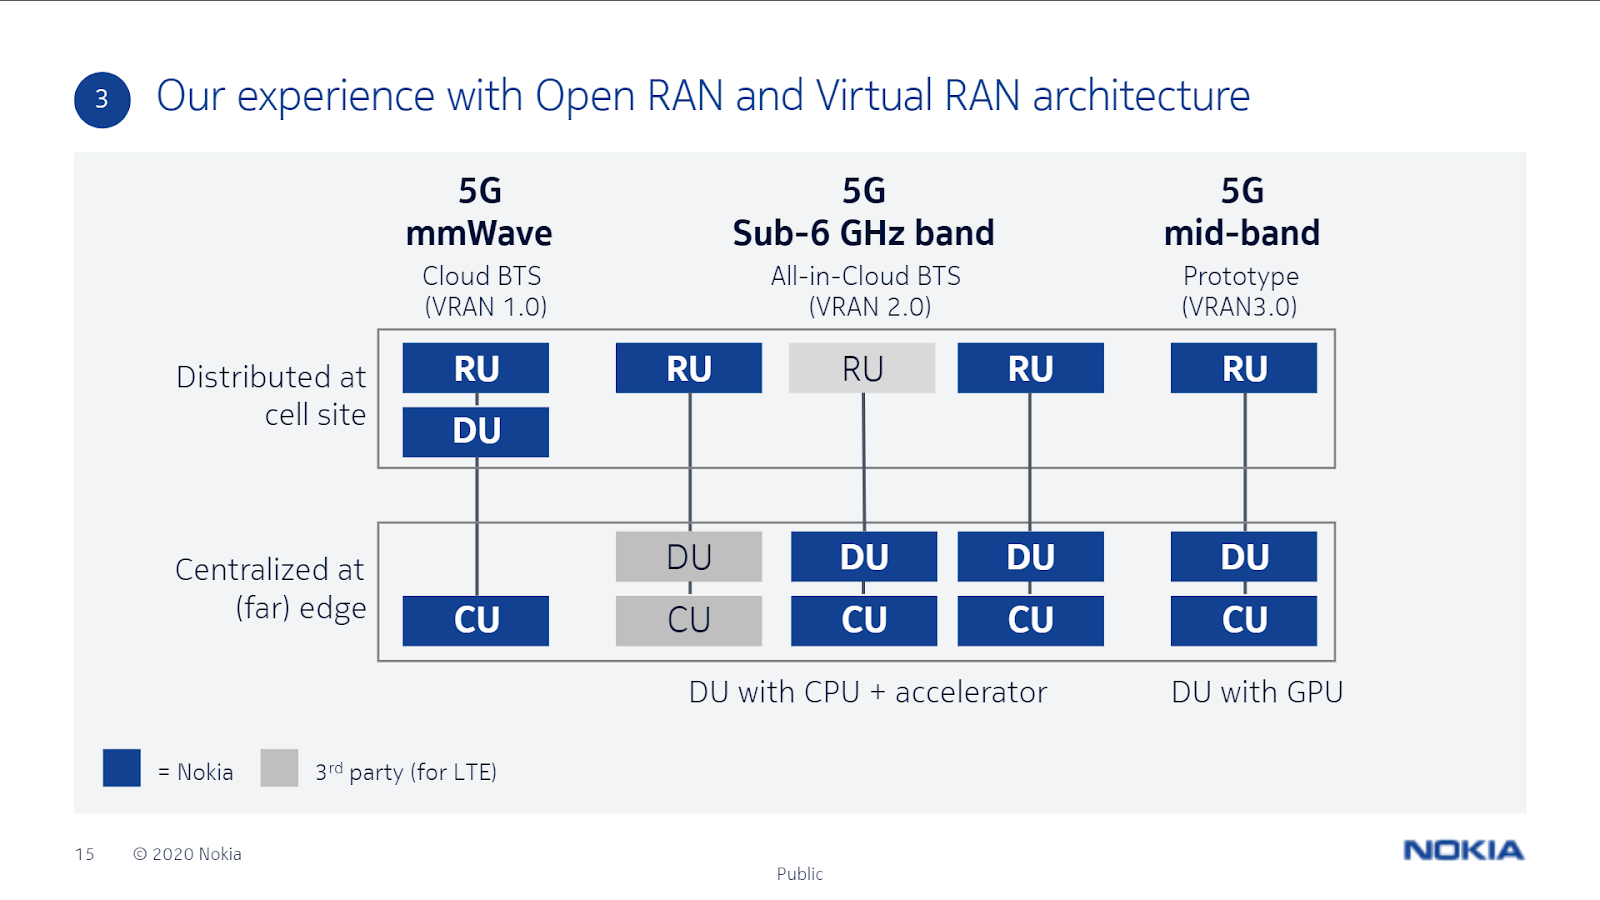 3
Our experience with Open RAN and Virtual RAN architecture
5G
mmWave
Cloud BTS
(VRAN 1.0)
5G
Sub-6 GHz band
All-in-Cloud BTS
(VRAN 2.0)
5G
mid-band
Prototype
(VRAN3.0)
Distributed at
cell site
RU RU RU RU RU
DU
Centralized at
(far) edge
DU DU DU DU
CU CU CU CU CU
DU with CPU + accelerator
DU with GPU
= Nokia
3rd party (for LTE)
15 © 2020 Nokia
Public
NOKIA